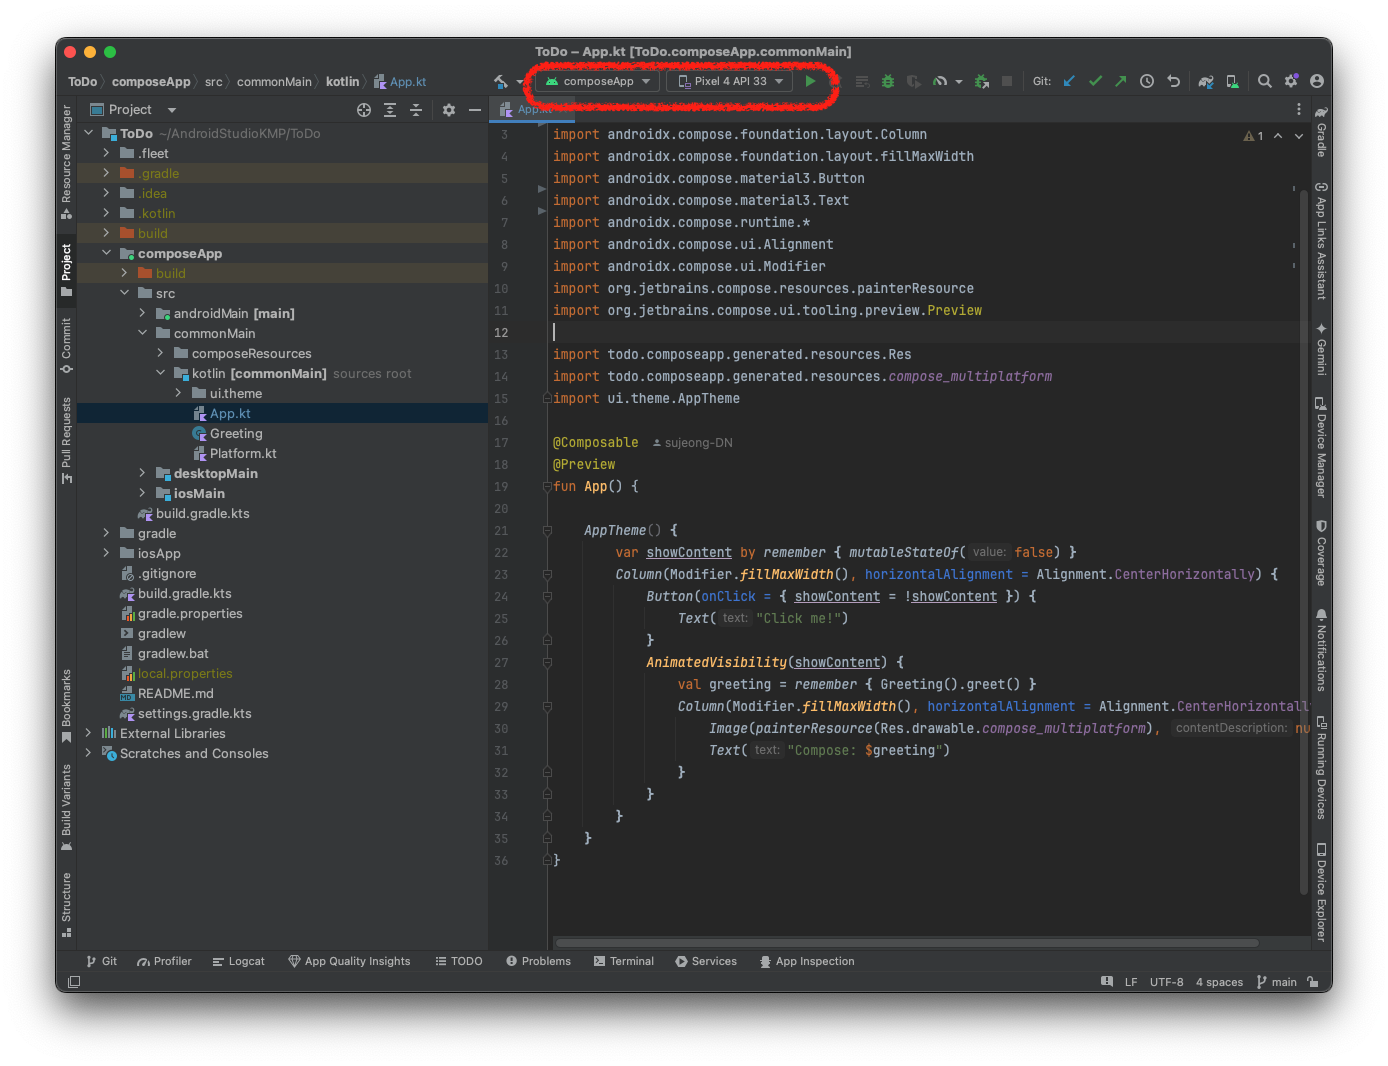 ToDo – App.kt [ToDo.composeApp.commonMain]
ToDo composeApp src commonMain kotlin App.kt
composeApp Pixel 4 API 33 Git:
Project
App.kt
Resource Manager
Project
Commit
Pull Requests
Bookmarks
Build Variants
Structure
ToDo ~/AndroidStudioKMP/ToDo
.fleet
.gradle
.idea
.kotlin
build
composeApp
build
src
androidMain [main]
commonMain
composeResources
kotlin [commonMain] sources root
ui.theme
App.kt
Greeting
Platform.kt
desktopMain
iosMain
build.gradle.kts
gradle
iosApp
.gitignore
build.gradle.kts
gradle.properties
gradlew
gradlew.bat
local.properties
README.md
settings.gradle.kts
External Libraries
Scratches and Consoles
1
3 import androidx.compose.foundation.layout.Column
4 import androidx.compose.foundation.layout.fillMaxWidth
5 import androidx.compose.material3.Button
6 import androidx.compose.material3.Text
7 import androidx.compose.runtime.*
8 import androidx.compose.ui.Alignment
9 import androidx.compose.ui.Modifier
10 import org.jetbrains.compose.resources.painterResource
11 import org.jetbrains.compose.ui.tooling.preview.Preview
12
13 import todo.composeapp.generated.resources.Res
14 import todo.composeapp.generated.resources.compose_multiplatform
15 import ui.theme.AppTheme
16
17 @Composable sujeong-DN
18 @Preview
19 fun App() {
20
21 AppTheme() {
22 var showContent by remember { mutableStateOf( value: false) }
23 Column(Modifier.fillMaxWidth(), horizontalAlignment = Alignment.CenterHorizontally) {
24 Button(onClick = { showContent = !showContent }) {
25 Text( text: "Click me!")
26 }
27 AnimatedVisibility(showContent) {
28 val greeting = remember { Greeting().greet() }
29 Column(Modifier.fillMaxWidth(), horizontalAlignment = Alignment.CenterHorizontall
30 Image(painterResource(Res.drawable.compose_multiplatform), contentDescription: nu
31 Text( text: "Compose: $greeting")
32 }
33 }
34 }
35 }
36 }
Gradle
App Links Assistant
Gemini
Device Manager
Coverage
Notifications
Running Devices
Device Explorer
Git Profiler Logcat App Quality Insights TODO Problems Terminal Services App Inspection
LF UTF-8 4 spaces main